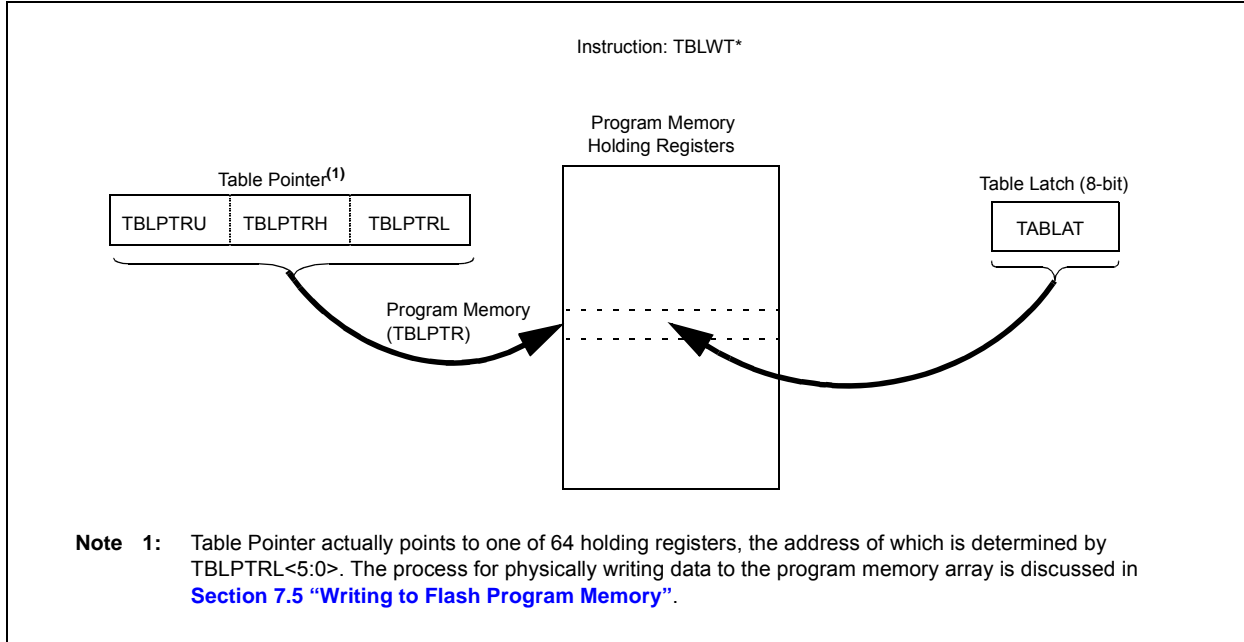 Instruction: TBLWT*
Program Memory
Holding Registers
Table Pointer(1)
Table Latch (8-bit)
TBLPTRU TBLPTRH TBLPTRL
TABLAT
Program Memory
(TBLPTR)
Note 1: Table Pointer actually points to one of 64 holding registers, the address of which is determined by
TBLPTRL<5:0>. The process for physically writing data to the program memory array is discussed in
Section 7.5 “Writing to Flash Program Memory”.